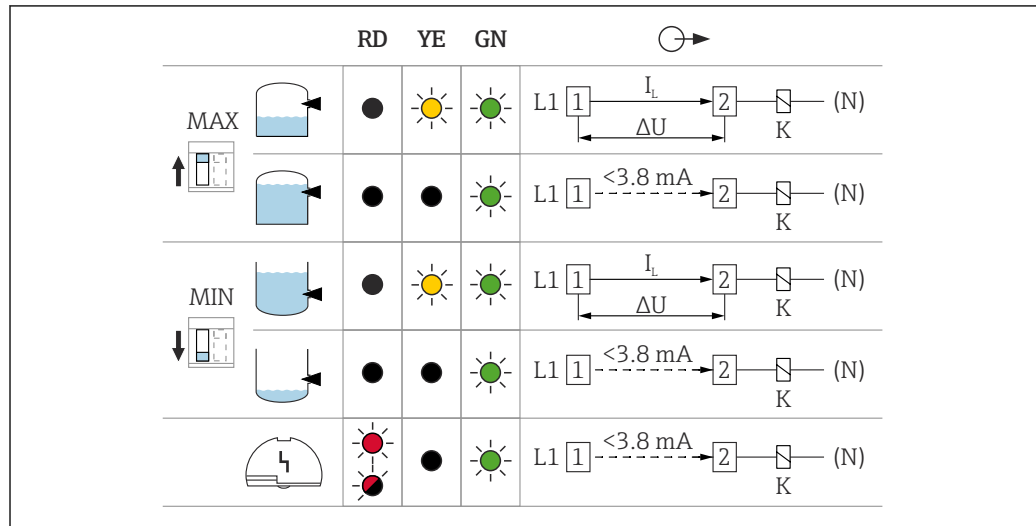 RD YE GN
MAX
L1 1 I_L 2 (N)
ΔU K
L1 1 <3.8 mA 2 (N)
K
MIN
L1 1 I_L 2 (N)
ΔU K
L1 1 <3.8 mA 2 (N)
K
L1 1 <3.8 mA 2 (N)
K